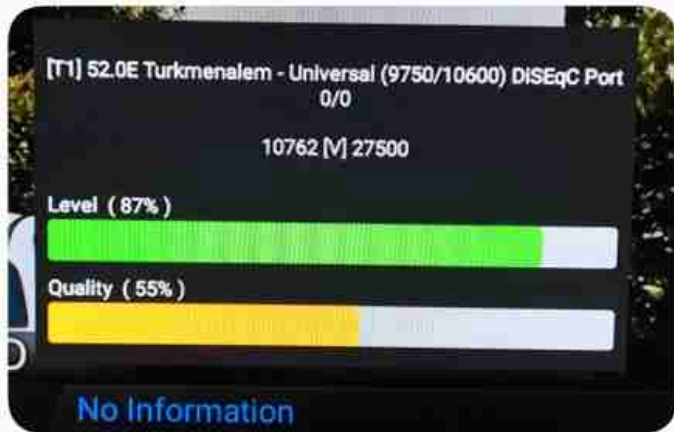 [T1] 52.0E Turkmenalem - Universal (9750/10600) DiSEqC Port
0/0
10762 [V] 27500
Level ( 87% )
Quality ( 55% )
No Information